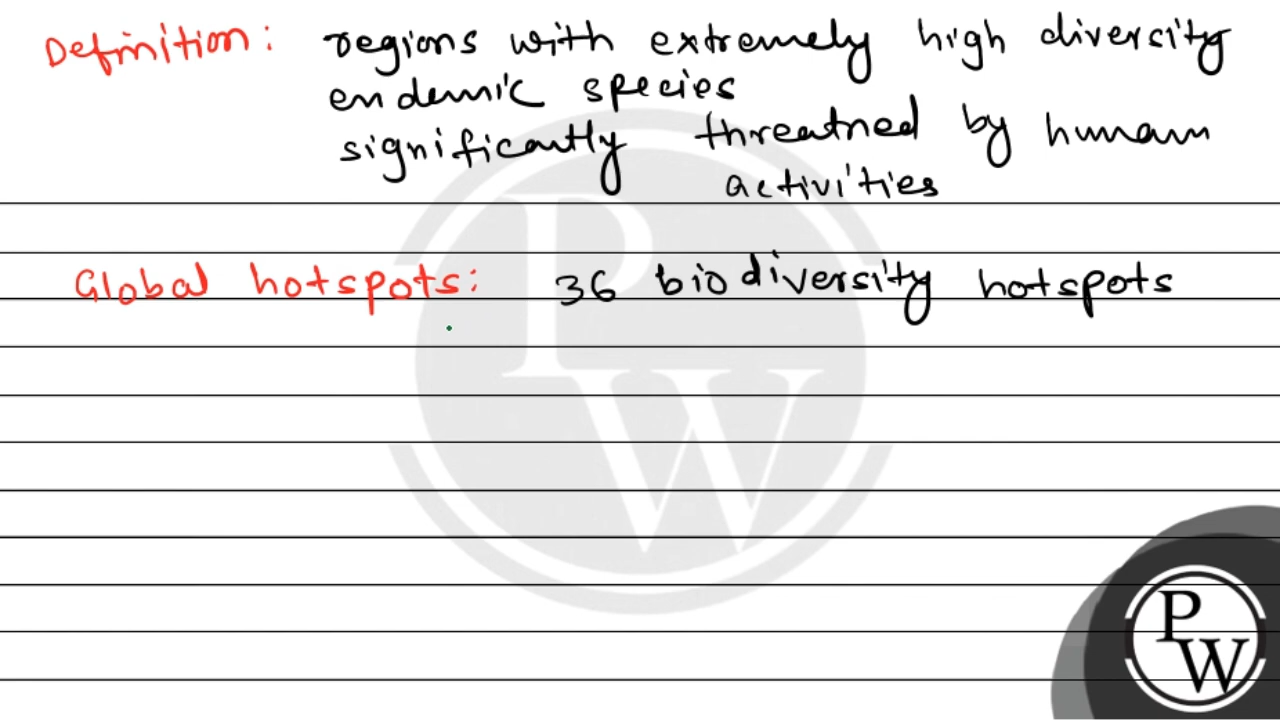 Definition: regions with extremely high diversity
endemic species
significantly threatned by human
activities
Global hotspots: 36 biodiversity hotspots
P
W
P
W